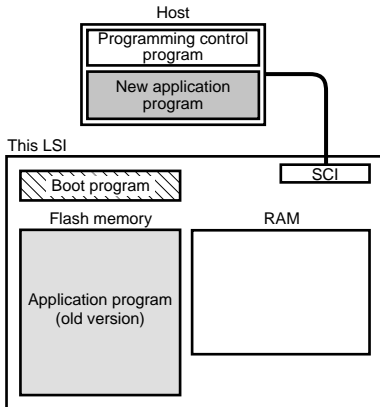 Host
Programming control
program
New application
program
This LSI
SCI
Boot program
Flash memory
RAM
Application program
(old version)